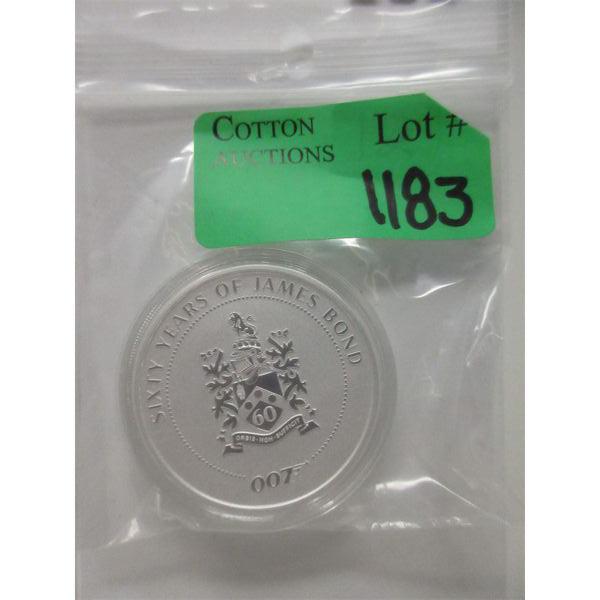 COTTON
AUCTIONS
Lot #
1183
SIXTY YEARS OF JAMES BOND
60
ORBIS·NON·SUFFICIT
007